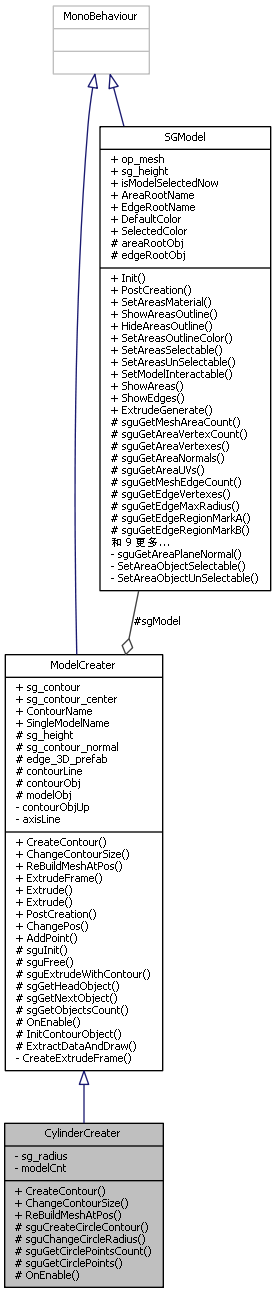 MonoBehaviour
SGModel
+ op_mesh
+ sg_height
+ isModelSelectedNow
+ AreaRootName
+ EdgeRootName
+ DefaultColor
+ SelectedColor
# areaRootObj
# edgeRootObj
+ Init()
+ PostCreation()
+ SetAreasMaterial()
+ ShowAreasOutline()
+ HideAreasOutline()
+ SetAreasOutlineColor()
+ SetAreasSelectable()
+ SetAreasUnSelectable()
+ SetModelInteractable()
+ ShowAreas()
+ ShowEdges()
+ ExtrudeGenerate()
# sguGetMeshAreaCount()
# sguGetAreaVertexCount()
# sguGetAreaVertexes()
# sguGetAreaNormals()
# sguGetAreaUVs()
# sguGetMeshEdgeCount()
# sguGetEdgeVertexes()
# sguGetEdgeMaxRadius()
# sguGetEdgeRegionMarkA()
# sguGetEdgeRegionMarkB()
和 9 更多...
- sguGetAreaPlaneNormal()
- SetAreaObjectSelectable()
- SetAreaObjectUnSelectable()
#sgModel
ModelCreater
+ sg_contour
+ sg_contour_center
+ ContourName
+ SingleModelName
# sg_height
# sg_contour_normal
# edge_3D_prefab
# contourLine
# contourObj
# modelObj
- contourObjUp
- axisLine
+ CreateContour()
+ ChangeContourSize()
+ ReBuildMeshAtPos()
+ ExtrudeFrame()
+ Extrude()
+ Extrude()
+ PostCreation()
+ ChangePos()
+ AddPoint()
# sguInit()
# sguFree()
# sguExtrudeWithContour()
# sgGetHeadObject()
# sgGetNextObject()
# sgGetObjectsCount()
# OnEnable()
# InitContourObject()
# ExtractDataAndDraw()
- CreateExtrudeFrame()
CylinderCreater
- sg_radius
- modelCnt
+ CreateContour()
+ ChangeContourSize()
+ ReBuildMeshAtPos()
# sguCreateCircleContour()
# sguChangeCircleRadius()
# sguGetCirclePointsCount()
# sguGetCirclePoints()
# OnEnable()